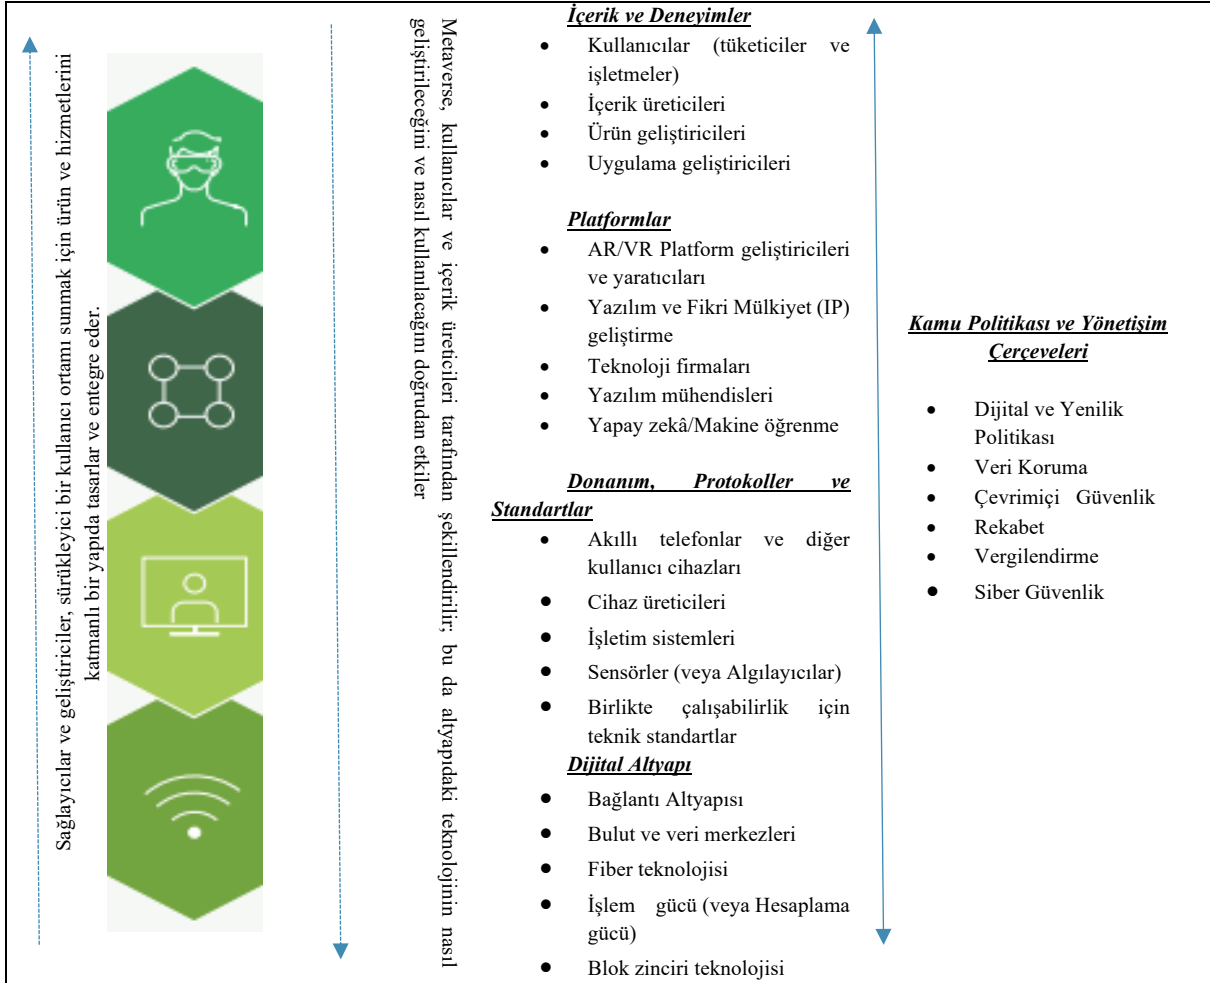 Sağlayıcılar ve geliştiriciler, sürükleyici bir kullanıcı ortamı sunmak için ürün ve hizmetlerini
katmanlı bir yapıda tasarlar ve entegre eder.
Metaverse, kullanıcılar ve içerik üreticileri tarafından şekillendirilir; bu da altyapıdaki teknolojinin nasıl
geliştirileceğini ve nasıl kullanılacağını doğrudan etkiler
İçerik ve Deneyimler
• Kullanıcılar (tüketiciler ve
işletmeler)
• İçerik üreticileri
• Ürün geliştiricileri
• Uygulama geliştiricileri
Platformlar
• AR/VR Platform geliştiricileri
ve yaratıcıları
• Yazılım ve Fikri Mülkiyet (IP)
geliştirme
• Teknoloji firmaları
• Yazılım mühendisleri
• Yapay zekâ/Makine öğrenme
Donanım, Protokoller ve
Standartlar
• Akıllı telefonlar ve diğer
kullanıcı cihazları
• Cihaz üreticileri
• İşletim sistemleri
• Sensörler (veya Algılayıcılar)
• Birlikte çalışabilirlik için
teknik standartlar
Dijital Altyapı
• Bağlantı Altyapısı
• Bulut ve veri merkezleri
• Fiber teknolojisi
• İşlem gücü (veya Hesaplama
gücü)
• Blok zinciri teknolojisi
Kamu Politikası ve Yönetişim
Çerçeveleri
• Dijital ve Yenilik
Politikası
• Veri Koruma
• Çevrimiçi Güvenlik
• Rekabet
• Vergilendirme
• Siber Güvenlik